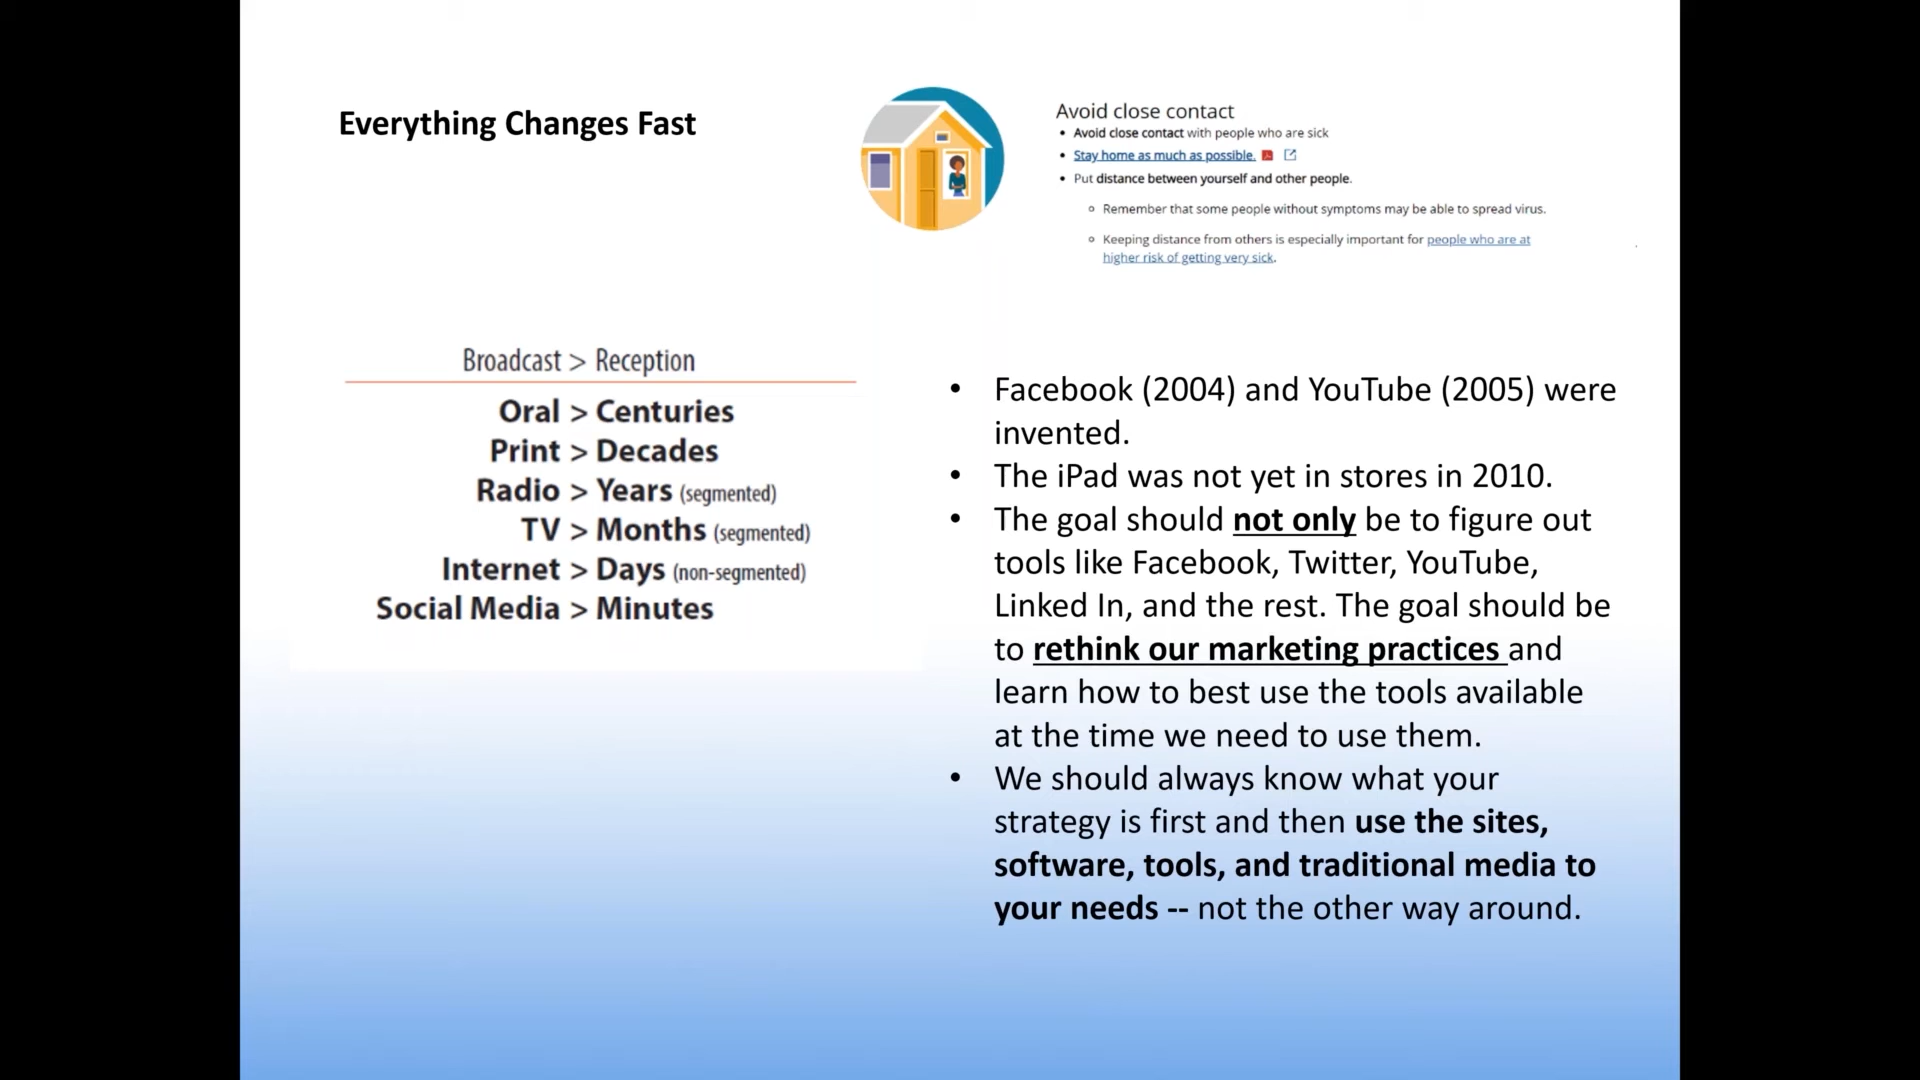 Everything Changes Fast
Avoid close contact
• Avoid close contact with people who are sick
• Stay home as much as possible.
• Put distance between yourself and other people.
o Remember that some people without symptoms may be able to spread virus.
o Keeping distance from others is especially important for people who are at
higher risk of getting very sick.
Broadcast > Reception
Oral > Centuries
Print > Decades
Radio > Years (segmented)
TV > Months (segmented)
Internet > Days (non-segmented)
Social Media > Minutes
• Facebook (2004) and YouTube (2005) were
invented.
• The iPad was not yet in stores in 2010.
• The goal should not only be to figure out
tools like Facebook, Twitter, YouTube,
Linked In, and the rest. The goal should be
to rethink our marketing practices and
learn how to best use the tools available
at the time we need to use them.
• We should always know what your
strategy is first and then use the sites,
software, tools, and traditional media to
your needs -- not the other way around.